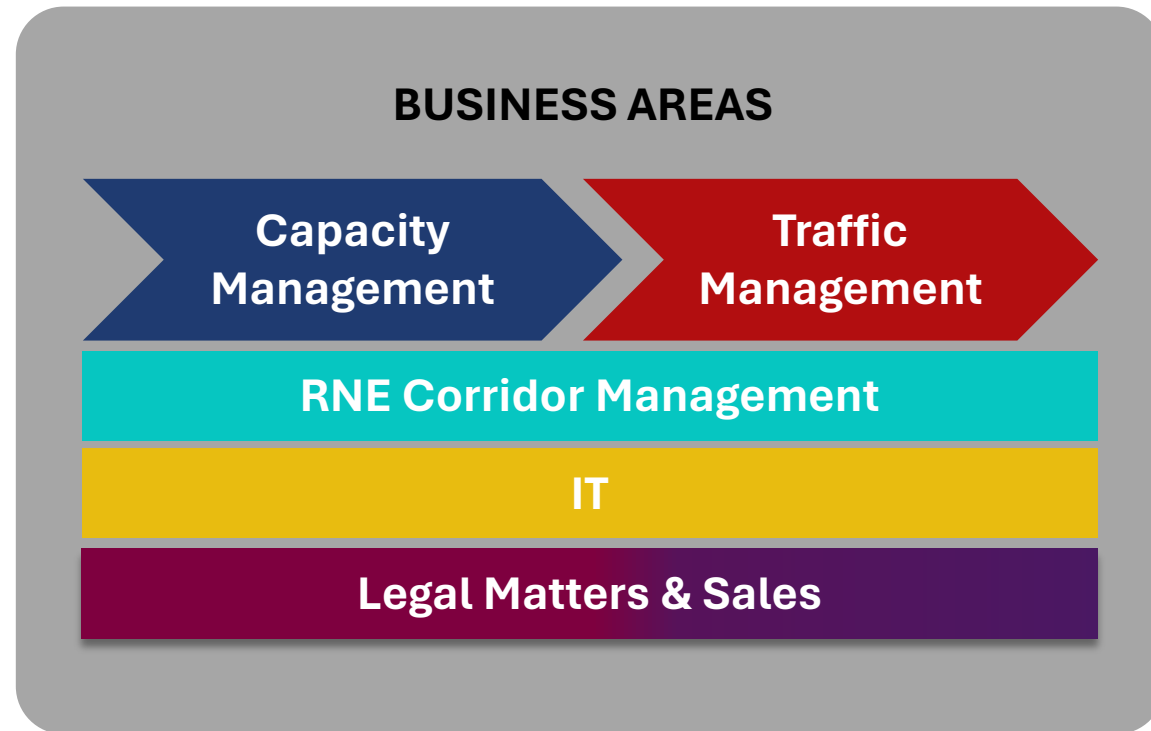 BUSINESS AREAS
Capacity
Management
Traffic
Management
RNE Corridor Management
IT
Legal Matters & Sales